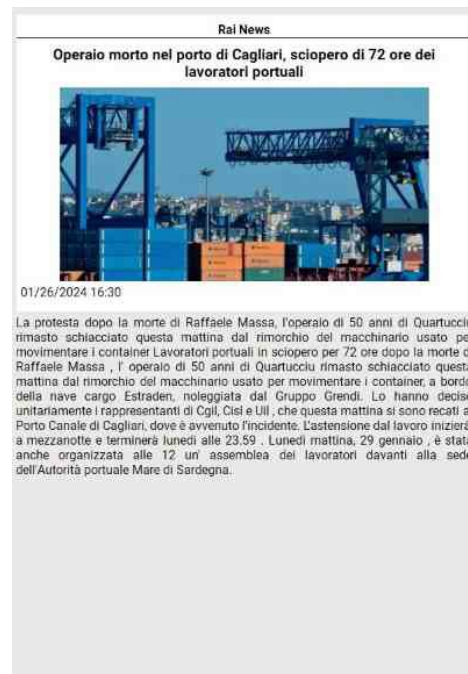 Rai News
Operaio morto nel porto di Cagliari, sciopero di 72 ore dei
lavoratori portuali
01/26/2024 16:30
La protesta dopo la morte di Raffaele Massa, l'operaio di 50 anni di Quartucciu
rimasto schiacciato questa mattina dal rimorchio del macchinario usato per
movimentare i container Lavoratori portuali in sciopero per 72 ore dopo la morte d
Raffaele Massa , l' operaio di 50 anni di Quartucciu rimasto schiacciato questa
mattina dal rimorchio del macchinario usato per movimentare i container, a bordo
della nave cargo Estraden, noleggiata dal Gruppo Grendi. Lo hanno deciso
unitariamente i rappresentanti di Cgil, Cisl e Uil , che questa mattina si sono recati a
Porto Canale di Cagliari, dove è avvenuto l'incidente. L'astensione dal lavoro inizierà
a mezzanotte e terminerà lunedì alle 23.59 . Lunedì mattina, 29 gennaio , è stata
anche organizzata alle 12 un' assemblea dei lavoratori davanti alla sede
dell'Autorità portuale Mare di Sardegna.